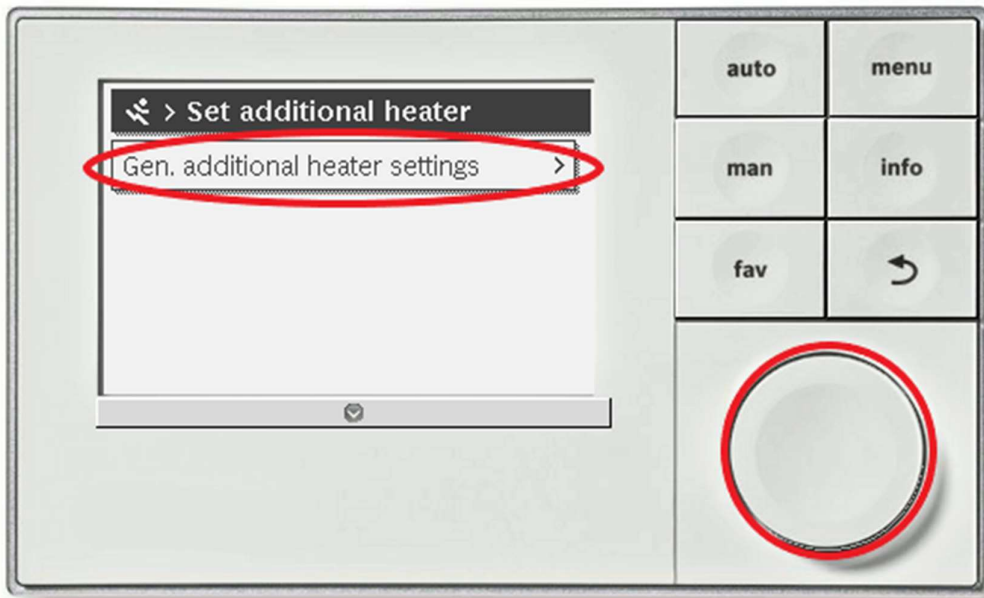 > Set additional heater
Gen. additional heater settings >
auto
menu
man
info
fav